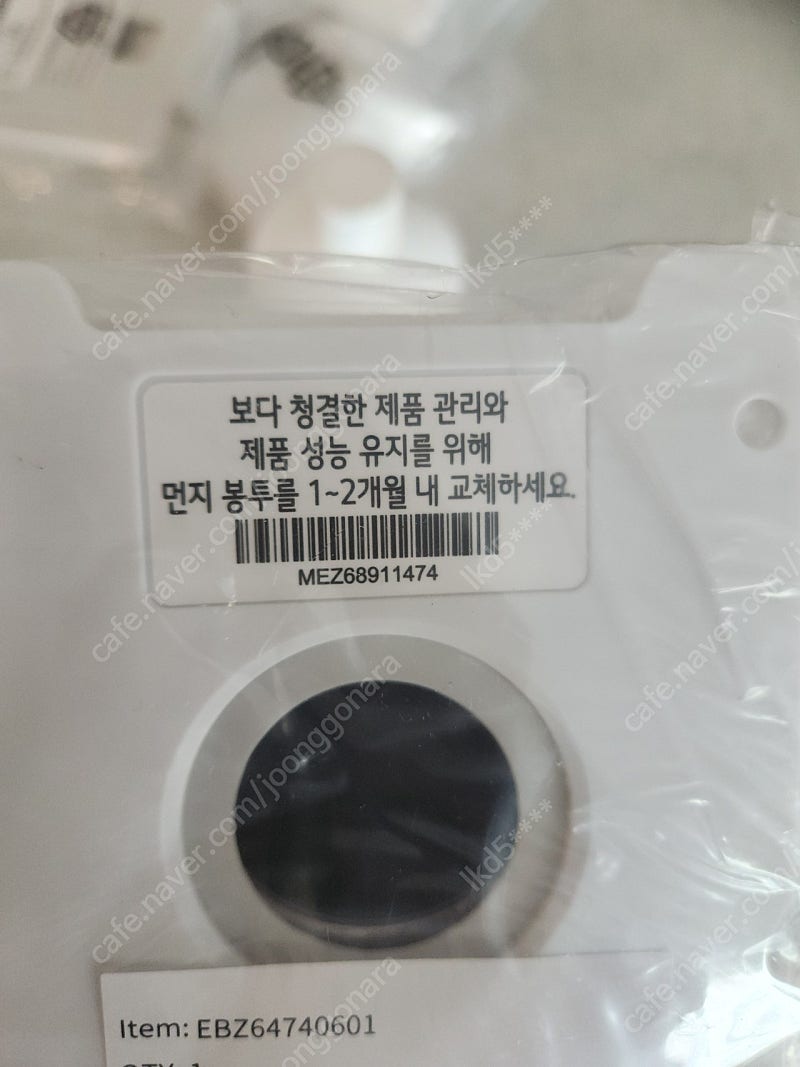 보다 청결한 제품 관리와
제품 성능 유지를 위해
먼지 봉투를 1~2개월 내 교체하세요.
MEZ68911474
Item: EBZ64740601
cafe.naver.com/joonggonara
lkd5****